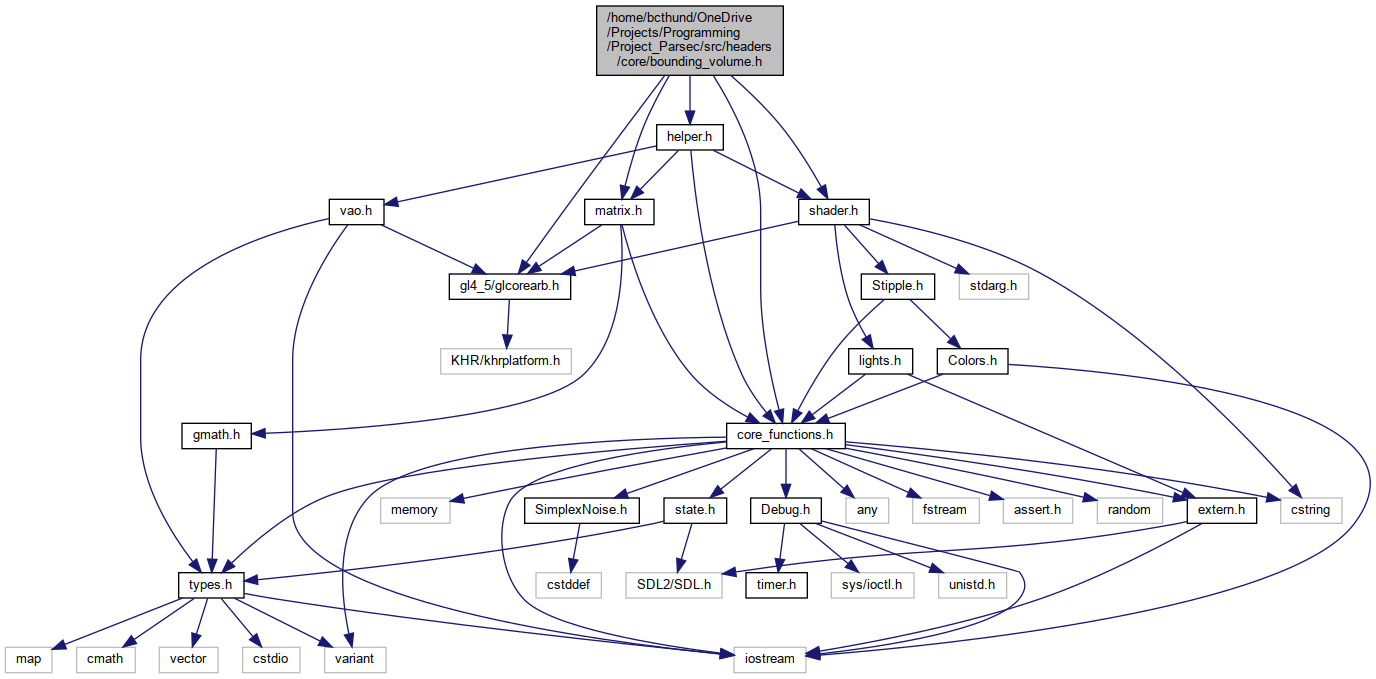 /home/bcthund/OneDrive
/Projects/Programming
/Project_Parsec/src/headers
/core/bounding_volume.h
helper.h
vao.h
matrix.h
shader.h
gl4_5/glcorearb.h
Stipple.h
stdarg.h
KHR/khrplatform.h
lights.h
Colors.h
gmath.h
core_functions.h
memory
SimplexNoise.h
state.h
Debug.h
any
fstream
assert.h
random
extern.h
cstring
types.h
cstddef
SDL2/SDL.h
timer.h
sys/ioctl.h
unistd.h
map
cmath
vector
cstdio
variant
iostream